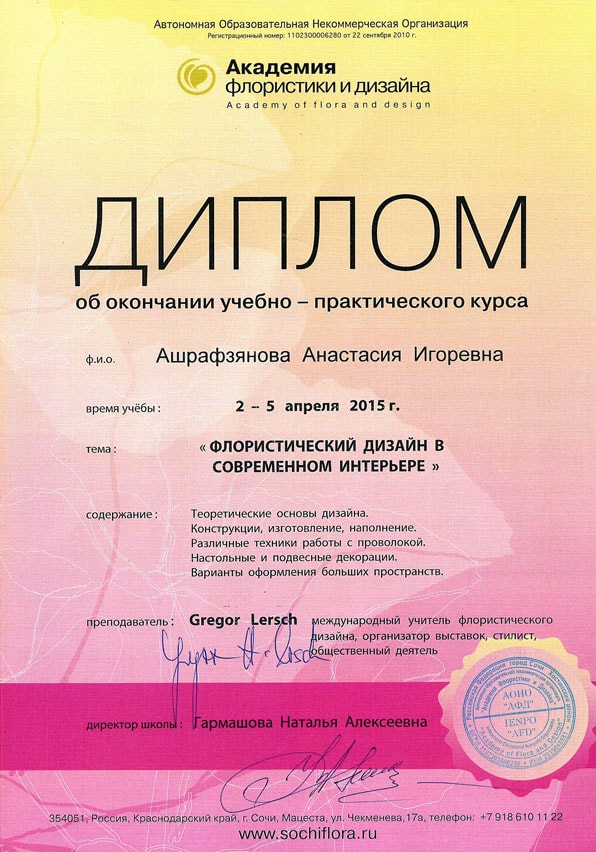 Автономная Образовательная Некоммерческая Организация
Регистрационный номер: 1102300006280 от 22 сентября 2010 г.
Академия
флористики и дизайна
Academy of flora and design
ДИПЛОМ
об окончании учебно – практического курса
ф.и.о. Ашрафзянова Анастасия Игоревна
время учёбы : 2 – 5 апреля 2015 г.
тема : « ФЛОРИСТИЧЕСКИЙ ДИЗАЙН В
СОВРЕМЕННОМ ИНТЕРЬЕРЕ »
содержание : Теоретические основы дизайна.
Конструкции, изготовление, наполнение.
Различные техники работы с проволокой.
Настольные и подвесные декорации.
Варианты оформления больших пространств.
преподаватель : Gregor Lersch международный учитель флористического
дизайна, организатор выставок, стилист,
общественный деятель
АОНО
"АФД"
IENPO
"AFD"
директор школы : Гармашова Наталья Алексеевна
354051, Россия, Краснодарский край, г. Сочи, Мацеста, ул. Чекменева,17а, телефон: +7 918 610 11 22
www.sochiflora.ru